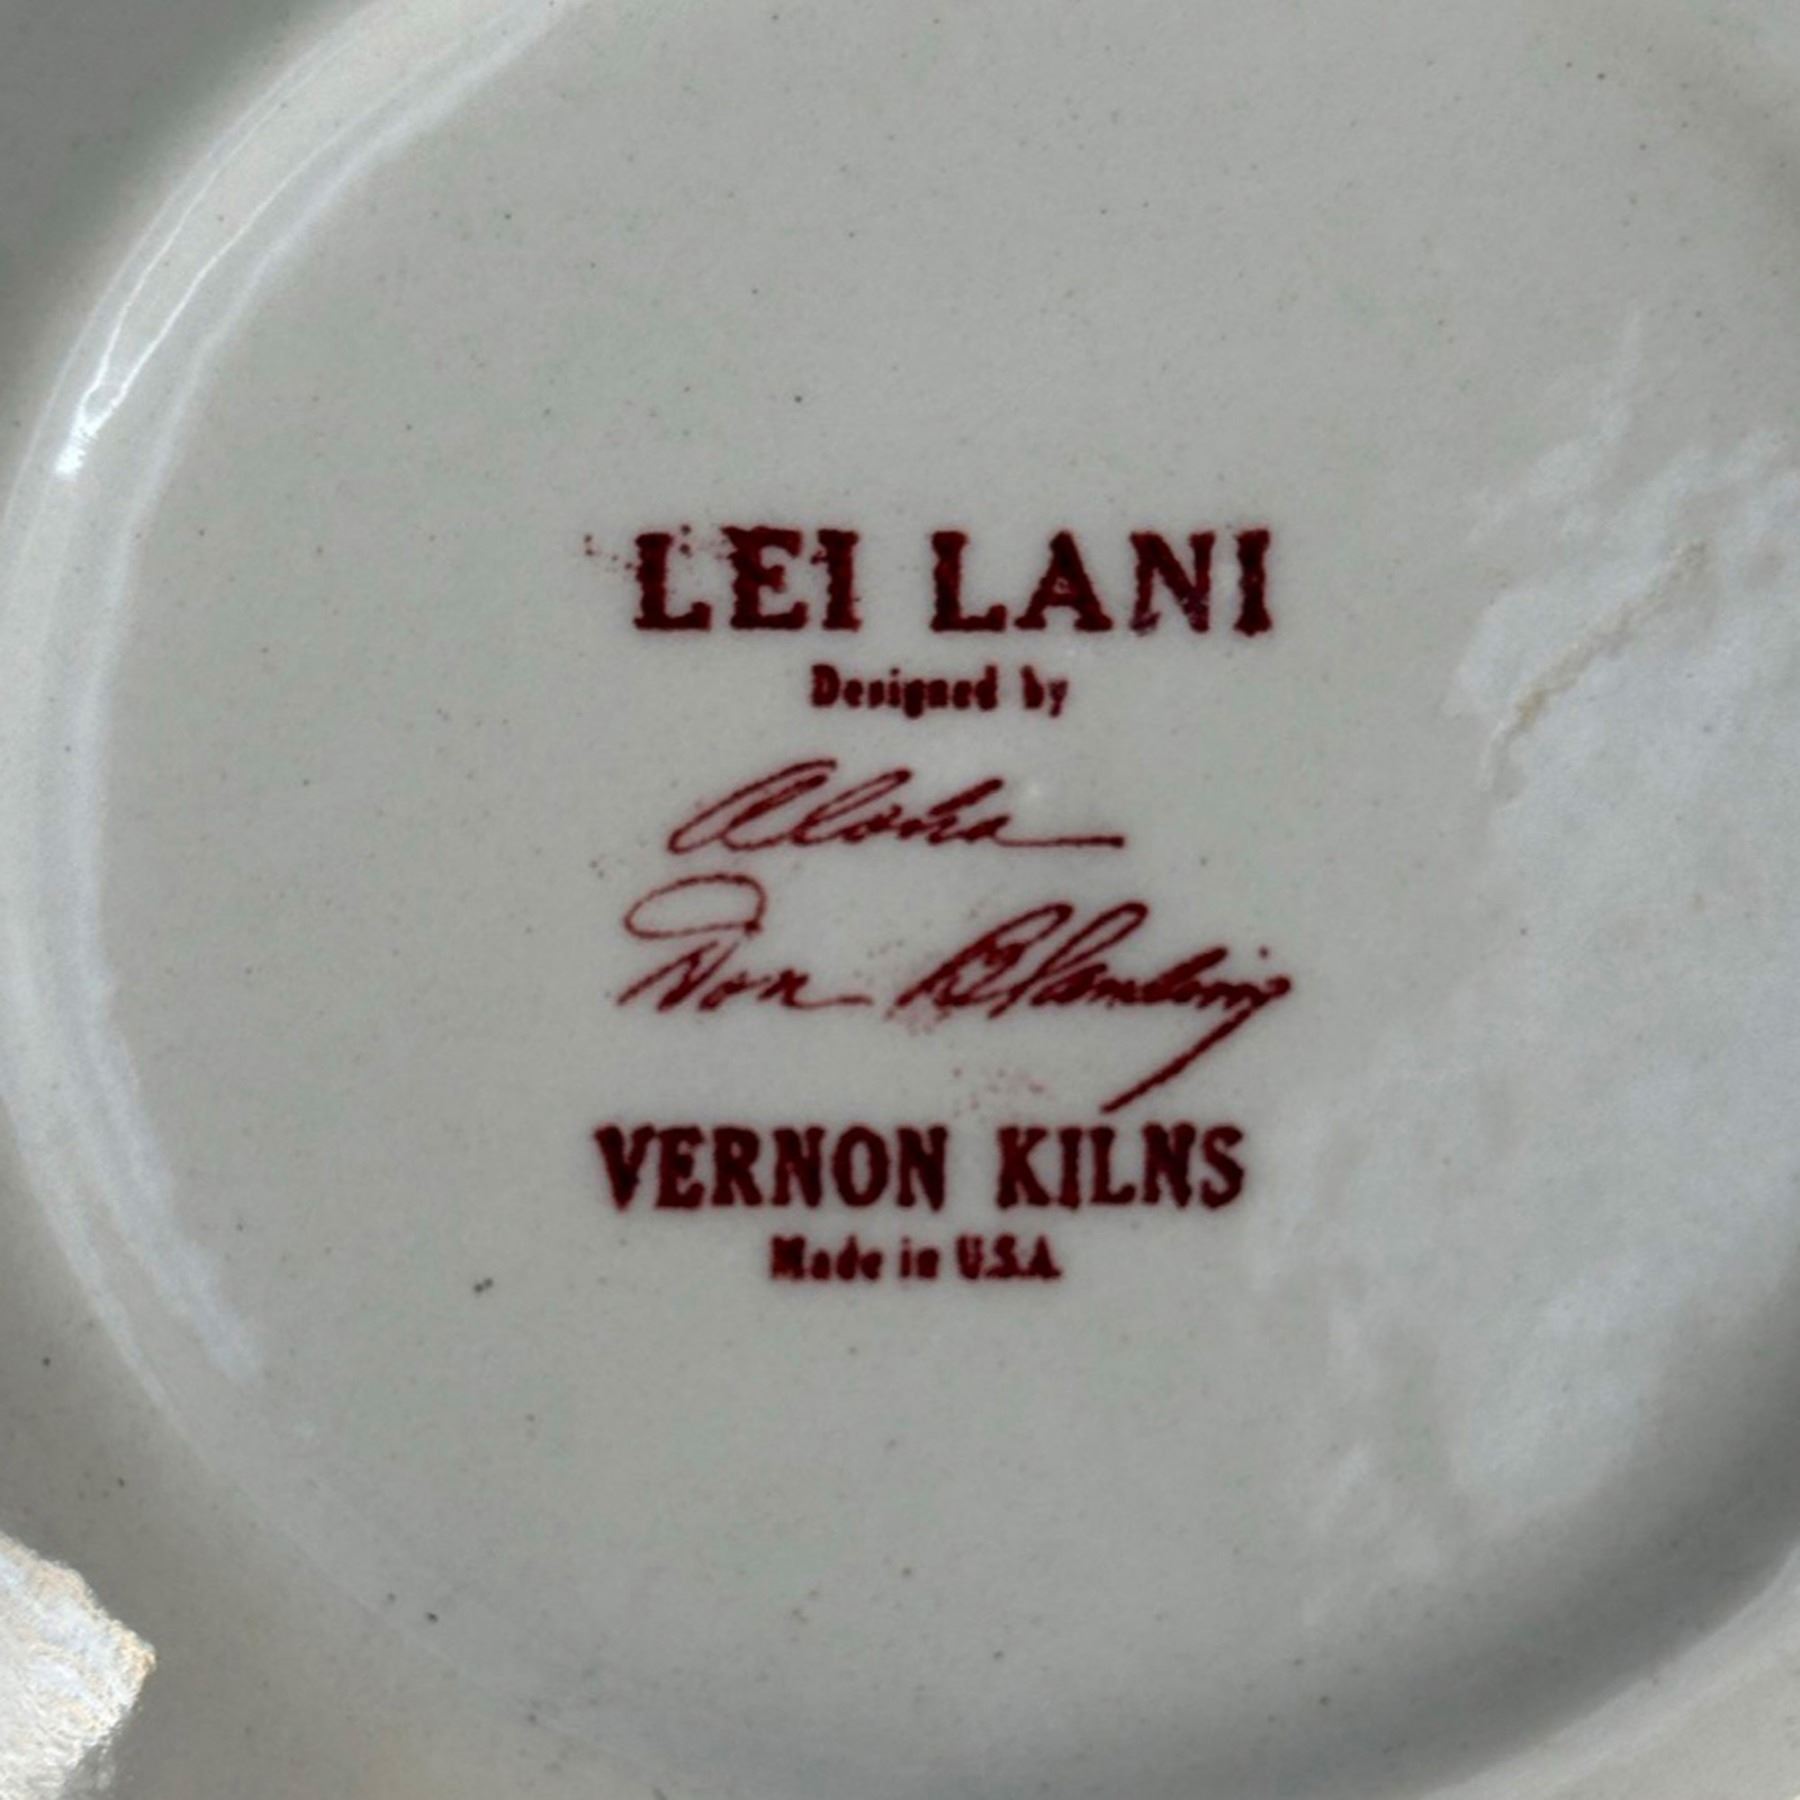 LEI LANI
Designed by
Aloha
Don Blanding
VERNON KILNS
Made in U.S.A.